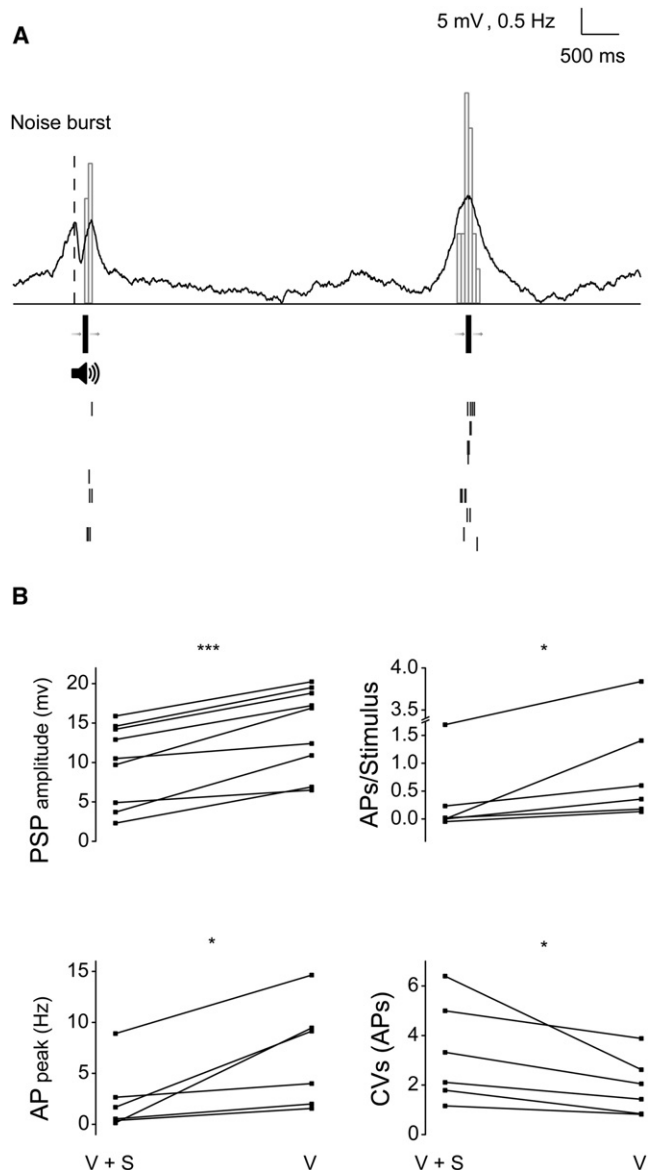 A
5 mV , 0.5 Hz
500 ms
Noise burst
B
***
PSP amplitude (mv)
20
15
10
5
0
*
APs/Stimulus
4.0
3.5
1.5
1.0
0.5
0.0
*
AP peak (Hz)
15
10
5
0
V + S
V
*
CVs (APs)
6
4
2
0
V + S
V